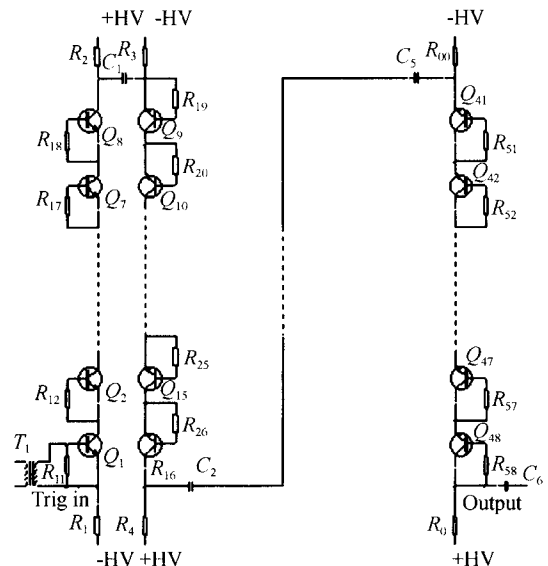 +HV -HV -HV
R₂ C₁ R₃ C₅ R₀₀
R₁₉ Q₄₁
R₁₈ Q₈ Q₉ R₅₁
R₂₀ Q₄₂
R₁₇ Q₇ Q₁₀ R₅₂
R₂₅ Q₄₇
R₁₂ Q₂ Q₁₅ R₅₇
R₂₆ Q₄₈
T₁ R₁₁ Q₁ R₁₆ C₂ R₅₈ C₆
Trig in Output
R₁ R₄ R₀
-HV +HV +HV